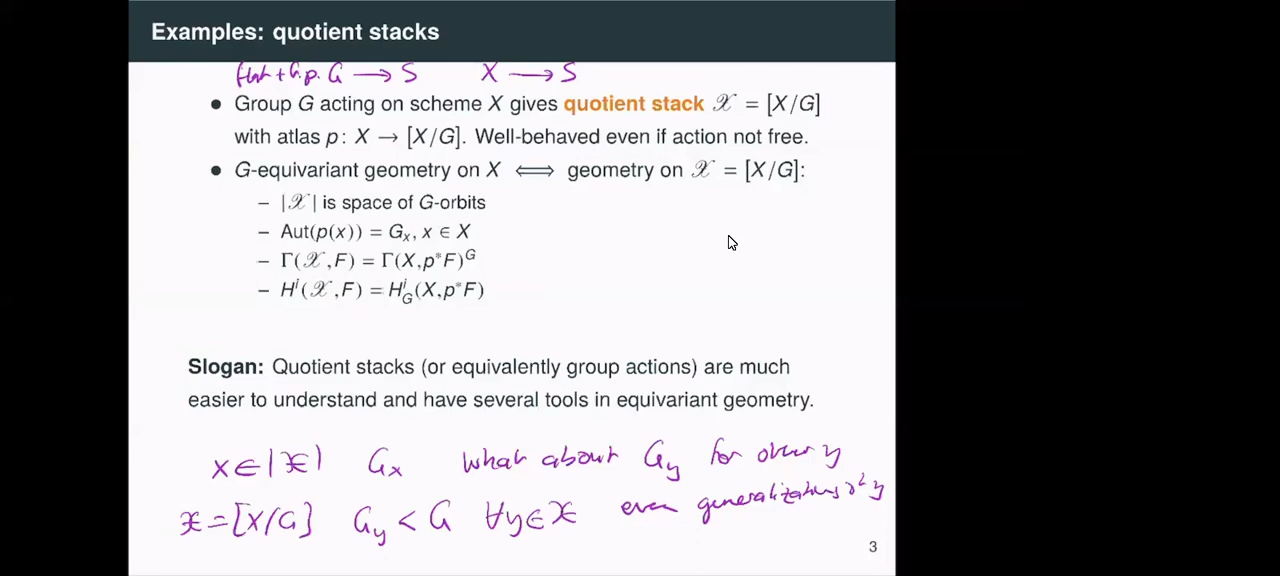 Examples: quotient stacks
flat + f.p. G → S X → S
• Group G acting on scheme X gives quotient stack 𝒳 = [X/G]
with atlas p: X → [X/G]. Well-behaved even if action not free.
• G-equivariant geometry on X ⟺ geometry on 𝒳 = [X/G]:
– |𝒳| is space of G-orbits
– Aut(p(x)) = Gₓ, x ∈ X
– Γ(𝒳,F) = Γ(X,p*F)^G
– H^i(𝒳,F) = H^i_G(X,p*F)
Slogan: Quotient stacks (or equivalently group actions) are much
easier to understand and have several tools in equivariant geometry.
x ∈ |𝒳| Gₓ what about G_y for other y
𝒳 = [X/G] G_y < G ∀y ∈ 𝒳 even generalizations y
3